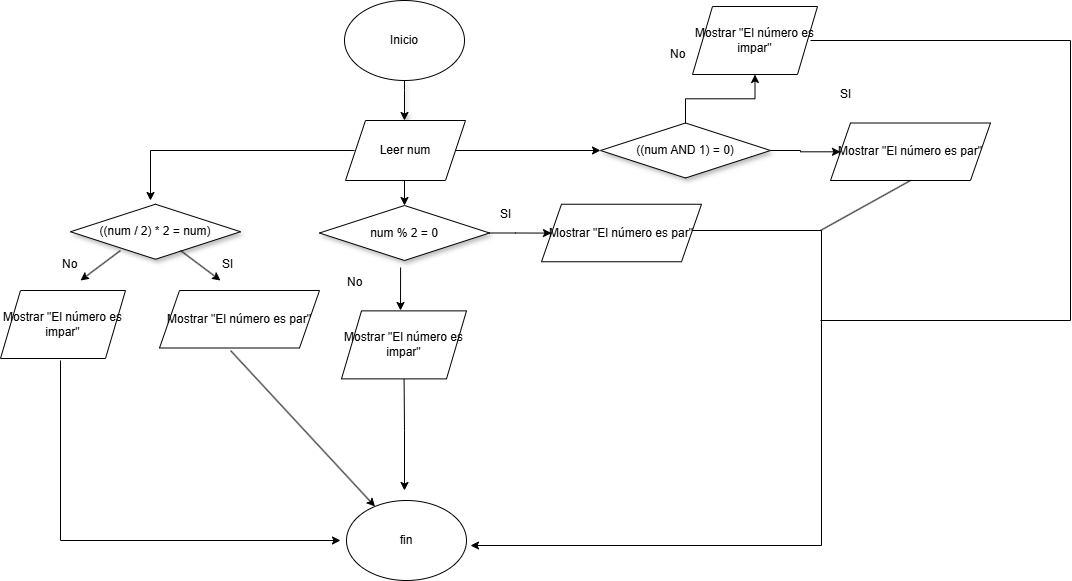 Inicio
Mostrar "El número es
impar"
No
SI
Leer num
((num AND 1) = 0)
Mostrar "El número es par"
((num / 2) * 2 = num)
num % 2 = 0
SI
Mostrar "El número es par"
No
SI
No
Mostrar "El número es
impar"
Mostrar "El número es par"
Mostrar "El número es
impar"
fin